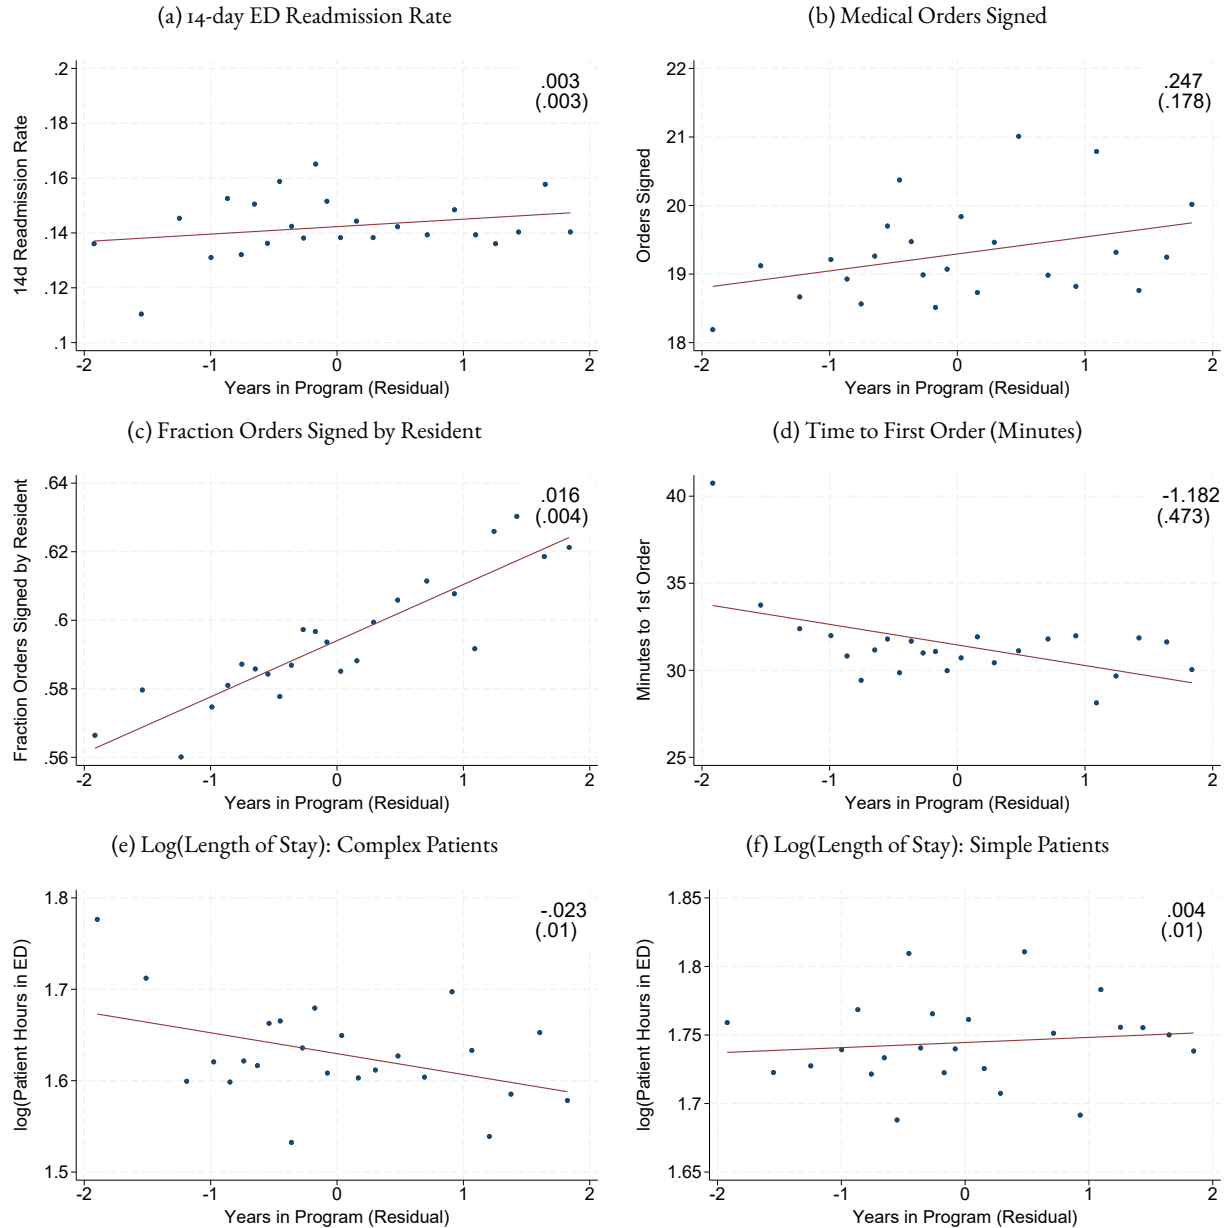 (a) 14-day ED Readmission Rate
14d Readmission Rate
.2
.18
.16
.14
.12
.1
.003
(.003)
-2 -1 0 1 2
Years in Program (Residual)
(b) Medical Orders Signed
Orders Signed
22
21
20
19
18
.247
(.178)
-2 -1 0 1 2
Years in Program (Residual)
(c) Fraction Orders Signed by Resident
Fraction Orders Signed by Resident
.64
.62
.6
.58
.56
.016
(.004)
-2 -1 0 1 2
Years in Program (Residual)
(d) Time to First Order (Minutes)
Minutes to 1st Order
40
35
30
25
-1.182
(.473)
-2 -1 0 1 2
Years in Program (Residual)
(e) Log(Length of Stay): Complex Patients
log(Patient Hours in ED)
1.8
1.7
1.6
1.5
-.023
(.01)
-2 -1 0 1 2
Years in Program (Residual)
(f) Log(Length of Stay): Simple Patients
log(Patient Hours in ED)
1.85
1.8
1.75
1.7
1.65
.004
(.01)
-2 -1 0 1 2
Years in Program (Residual)